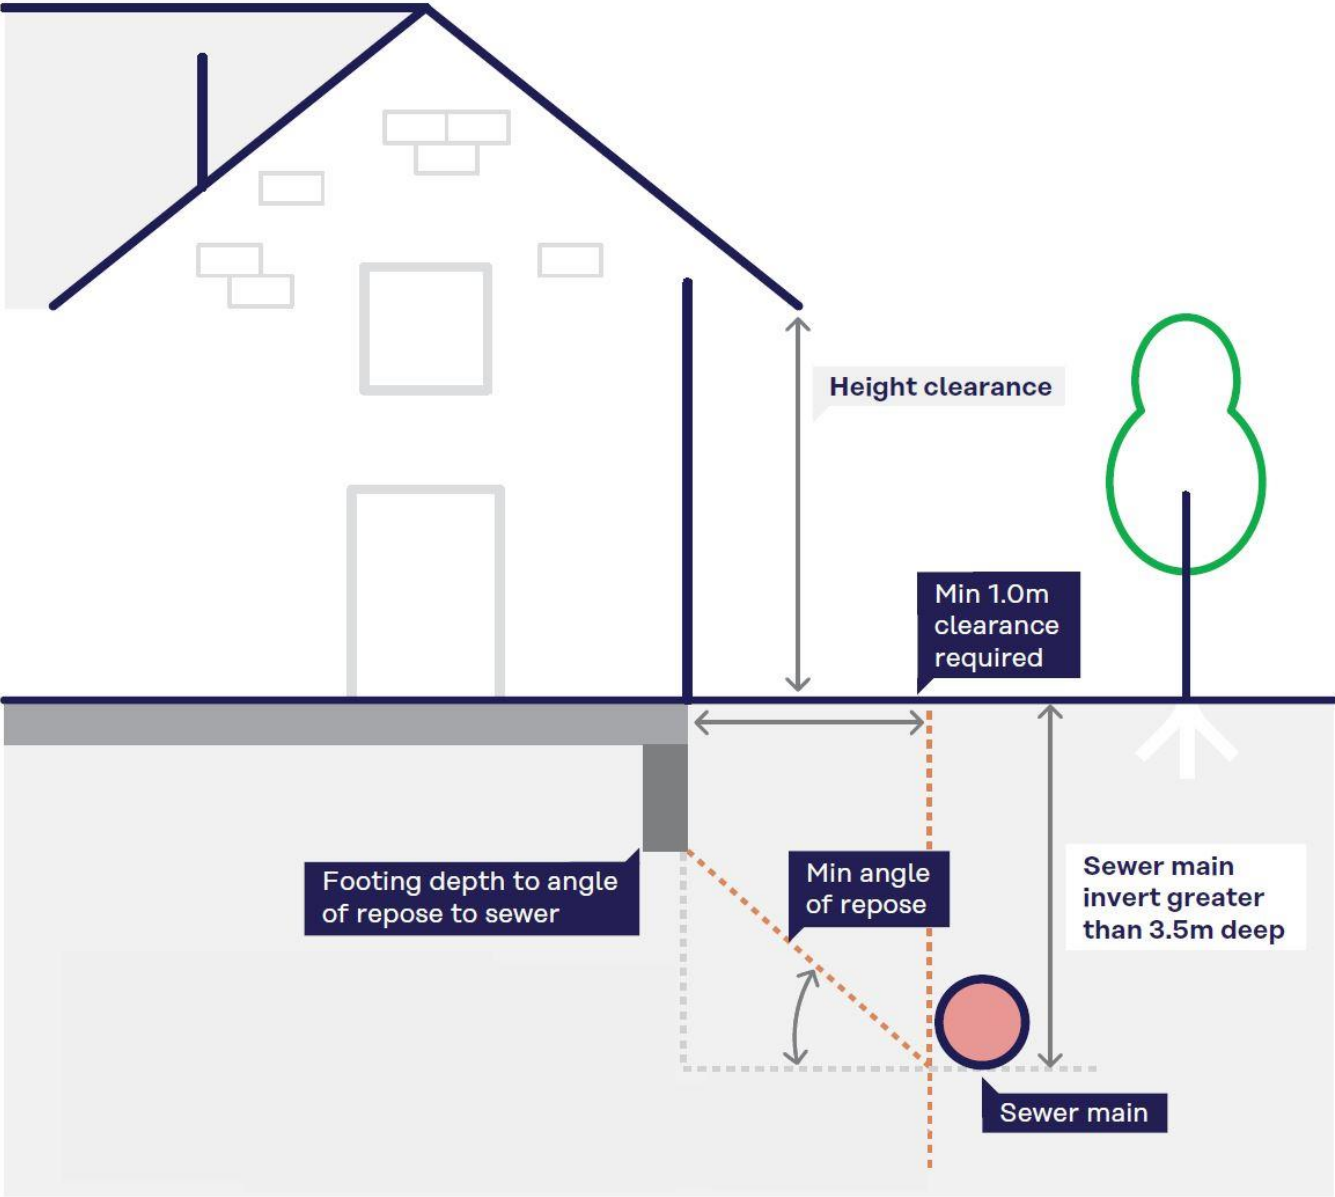 Height clearance
Min 1.0m
clearance
required
Footing depth to angle
of repose to sewer
Min angle
of repose
Sewer main
invert greater
than 3.5m deep
Sewer main